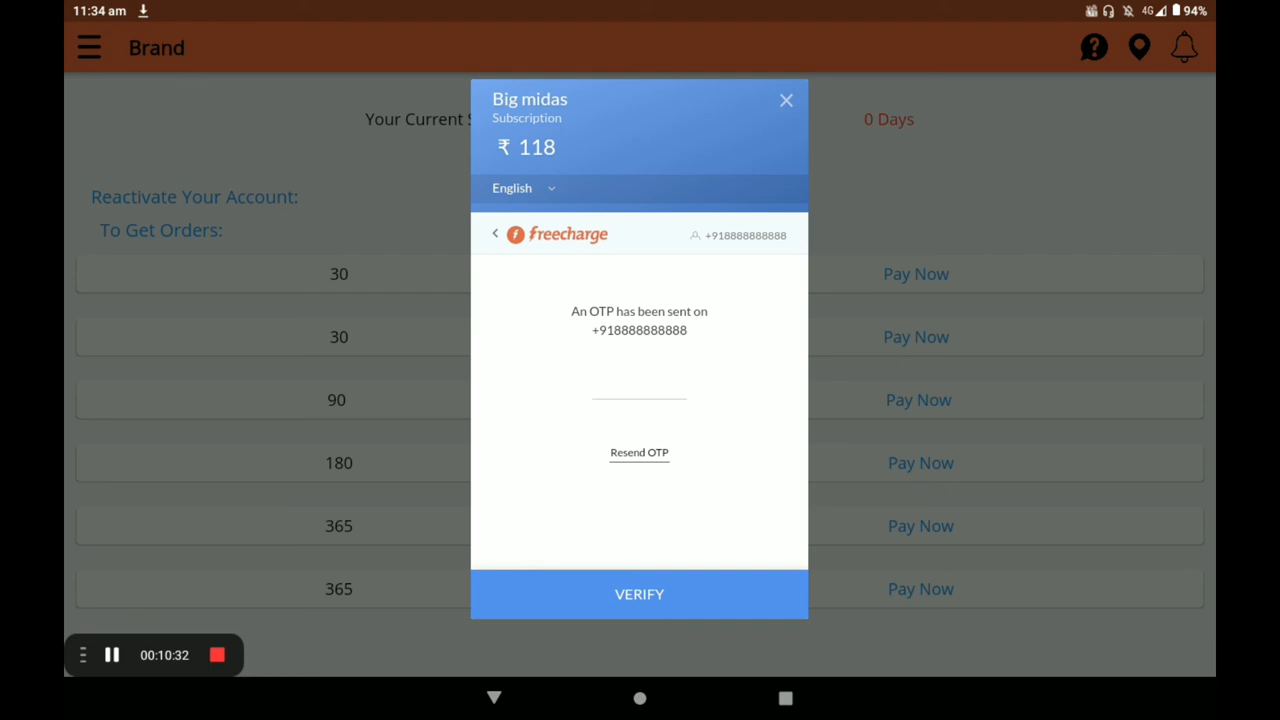 11:34 am
4G 94%
Brand
Your Current S
0 Days
Reactivate Your Account:
To Get Orders:
30 Pay Now
30 Pay Now
90 Pay Now
180 Pay Now
365 Pay Now
365 Pay Now
Big midas
Subscription
₹ 118
English
freecharge
+918888888888
An OTP has been sent on
+918888888888
Resend OTP
VERIFY
00:10:32